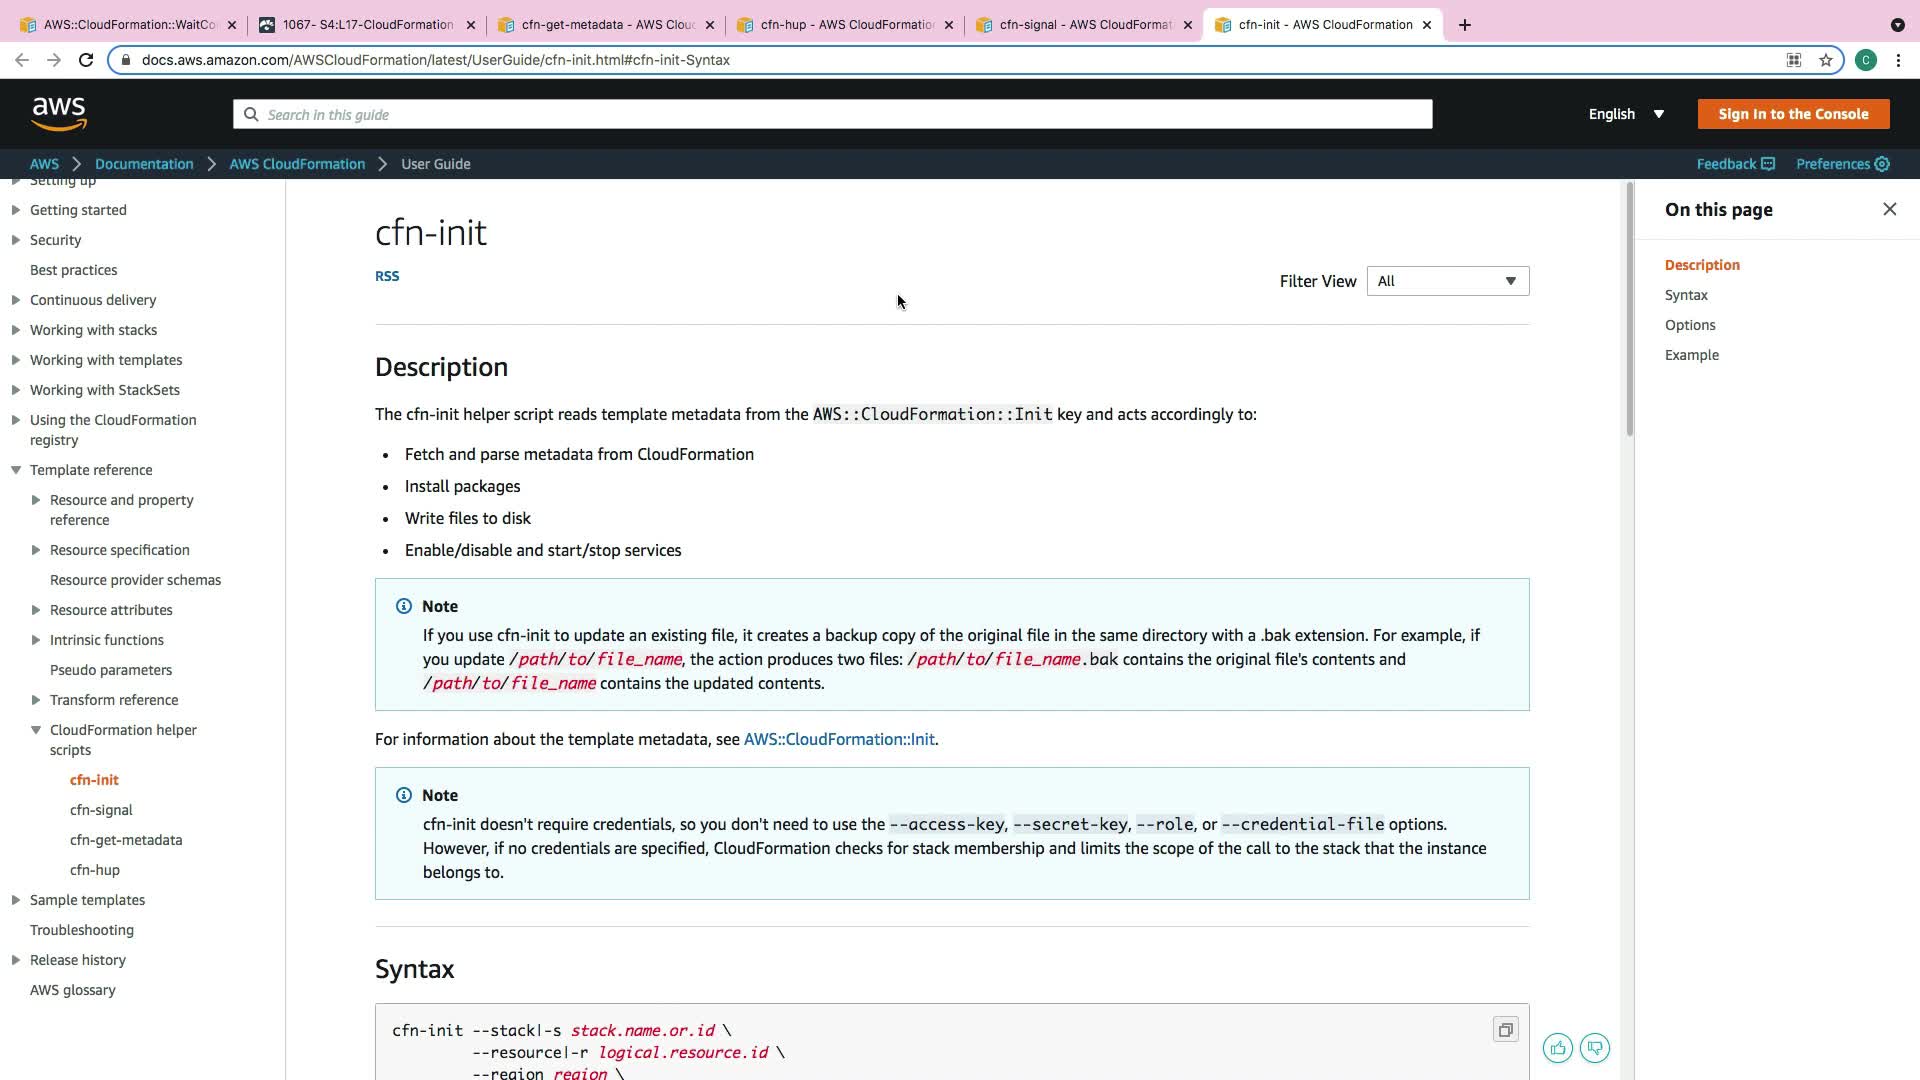 AWS::CloudFormation::WaitCo
1067- S4:L17-CloudFormation
cfn-get-metadata - AWS Clou
cfn-hup - AWS CloudFormation
cfn-signal - AWS CloudFormat
cfn-init - AWS CloudFormation
docs.aws.amazon.com/AWSCloudFormation/latest/UserGuide/cfn-init.html#cfn-init-Syntax
C
aws
Search in this guide
English
Sign In to the Console
AWS
Documentation
AWS CloudFormation
User Guide
Feedback
Preferences
Setting up
Getting started
Security
Best practices
Continuous delivery
Working with stacks
Working with templates
Working with StackSets
Using the CloudFormation
registry
Template reference
Resource and property
reference
Resource specification
Resource provider schemas
Resource attributes
Intrinsic functions
Pseudo parameters
Transform reference
CloudFormation helper
scripts
cfn-init
cfn-signal
cfn-get-metadata
cfn-hup
Sample templates
Troubleshooting
Release history
AWS glossary
cfn-init
RSS
Filter View
All
Description
The cfn-init helper script reads template metadata from the AWS::CloudFormation::Init key and acts accordingly to:
• Fetch and parse metadata from CloudFormation
• Install packages
• Write files to disk
• Enable/disable and start/stop services
Note
If you use cfn-init to update an existing file, it creates a backup copy of the original file in the same directory with a .bak extension. For example, if
you update /path/to/file_name, the action produces two files: /path/to/file_name.bak contains the original file's contents and
/path/to/file_name contains the updated contents.
For information about the template metadata, see AWS::CloudFormation::Init.
Note
cfn-init doesn't require credentials, so you don't need to use the --access-key, --secret-key, --role, or --credential-file options.
However, if no credentials are specified, CloudFormation checks for stack membership and limits the scope of the call to the stack that the instance
belongs to.
Syntax
cfn-init --stack|-s stack.name.or.id \
--resource|-r logical.resource.id \
--region region \
On this page
Description
Syntax
Options
Example